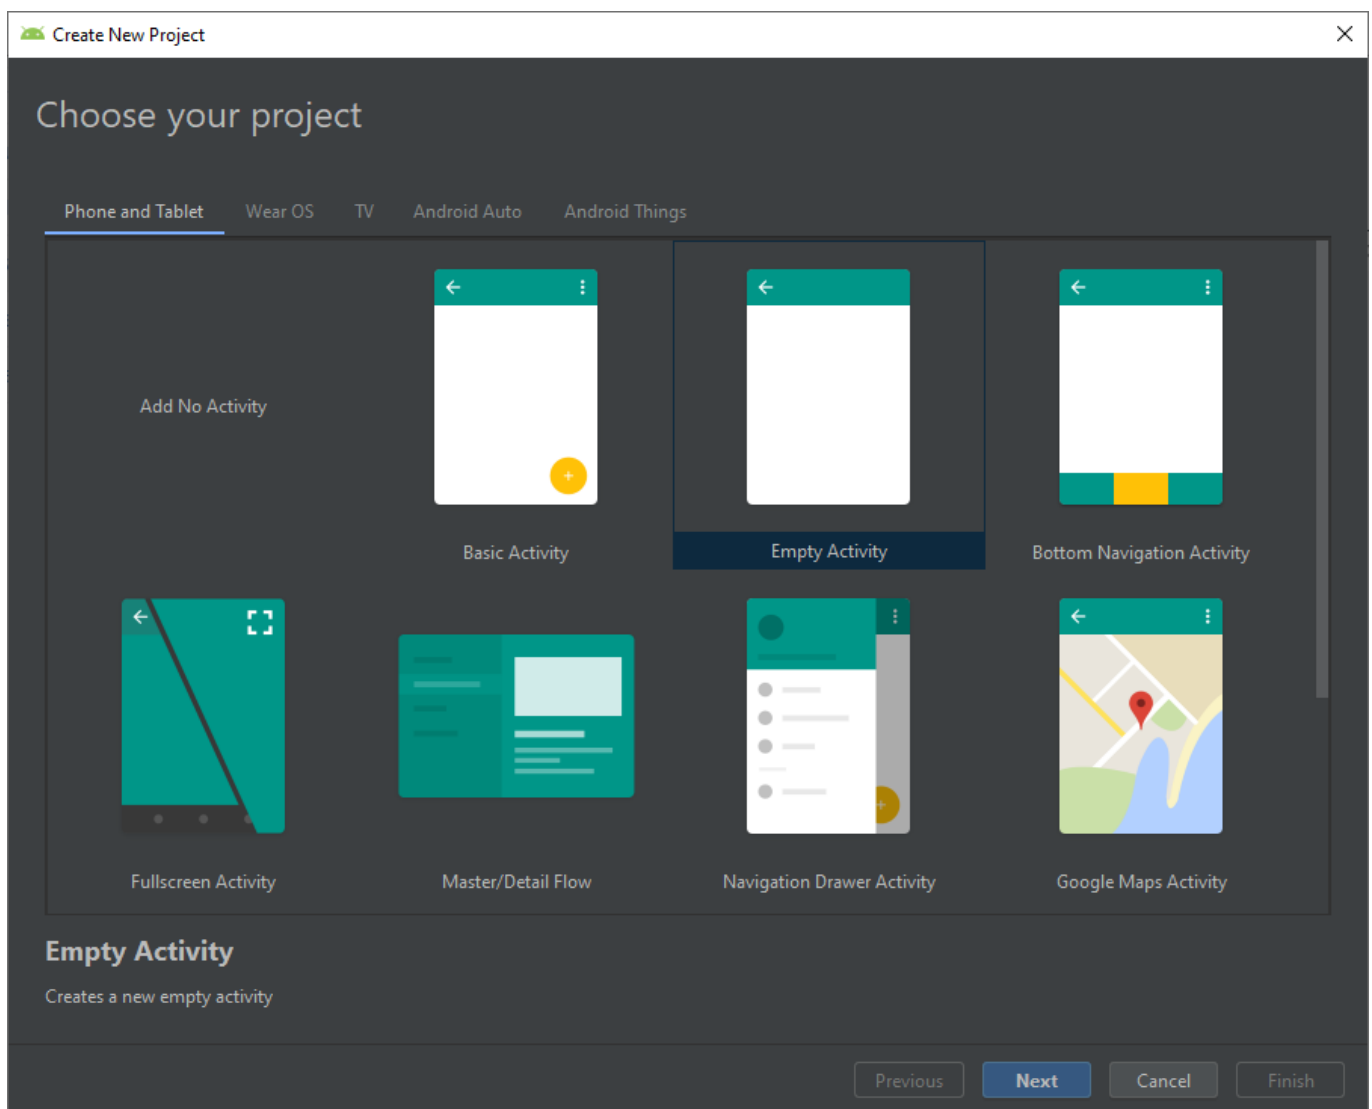 Create New Project
Choose your project
Phone and Tablet Wear OS TV Android Auto Android Things
Add No Activity
Basic Activity
Empty Activity
Bottom Navigation Activity
Fullscreen Activity
Master/Detail Flow
Navigation Drawer Activity
Google Maps Activity
Empty Activity
Creates a new empty activity
Previous Next Cancel Finish